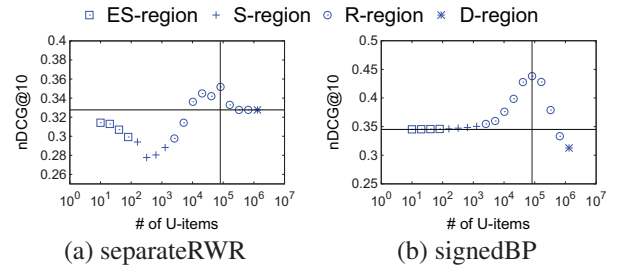 ES-region S-region R-region D-region
nDCG@10
0.4
0.36
0.34
0.32
0.3
0.28
0.26
10^0 10^1 10^2 10^3 10^4 10^5 10^6 10^7
# of U-items
(a) separateRWR
nDCG@10
0.5
0.45
0.4
0.35
0.3
0.25
10^0 10^1 10^2 10^3 10^4 10^5 10^6 10^7
# of U-items
(b) signedBP